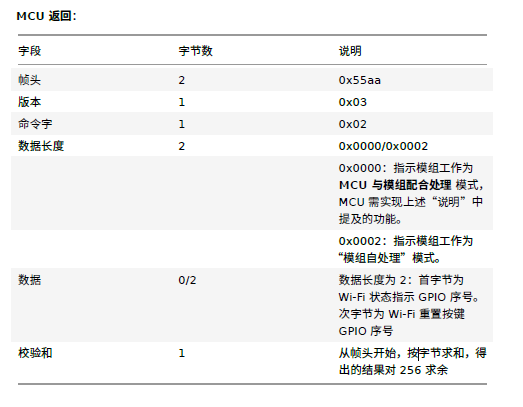 MCU 返回：
字段 字节数 说明
帧头 2 0x55aa
版本 1 0x03
命令字 1 0x02
数据长度 2 0x0000/0x0002
0x0000：指示模组工作为
MCU 与模组配合处理 模式，
MCU 需实现上述“说明”中
提及的功能。
0x0002：指示模组工作为
“模组自处理”模式。
数据 0/2 数据长度为 2：首字节为
Wi-Fi 状态指示 GPIO 序号。
次字节为 Wi-Fi 重置按键
GPIO 序号
校验和 1 从帧头开始，按字节求和，得
出的结果对 256 求余